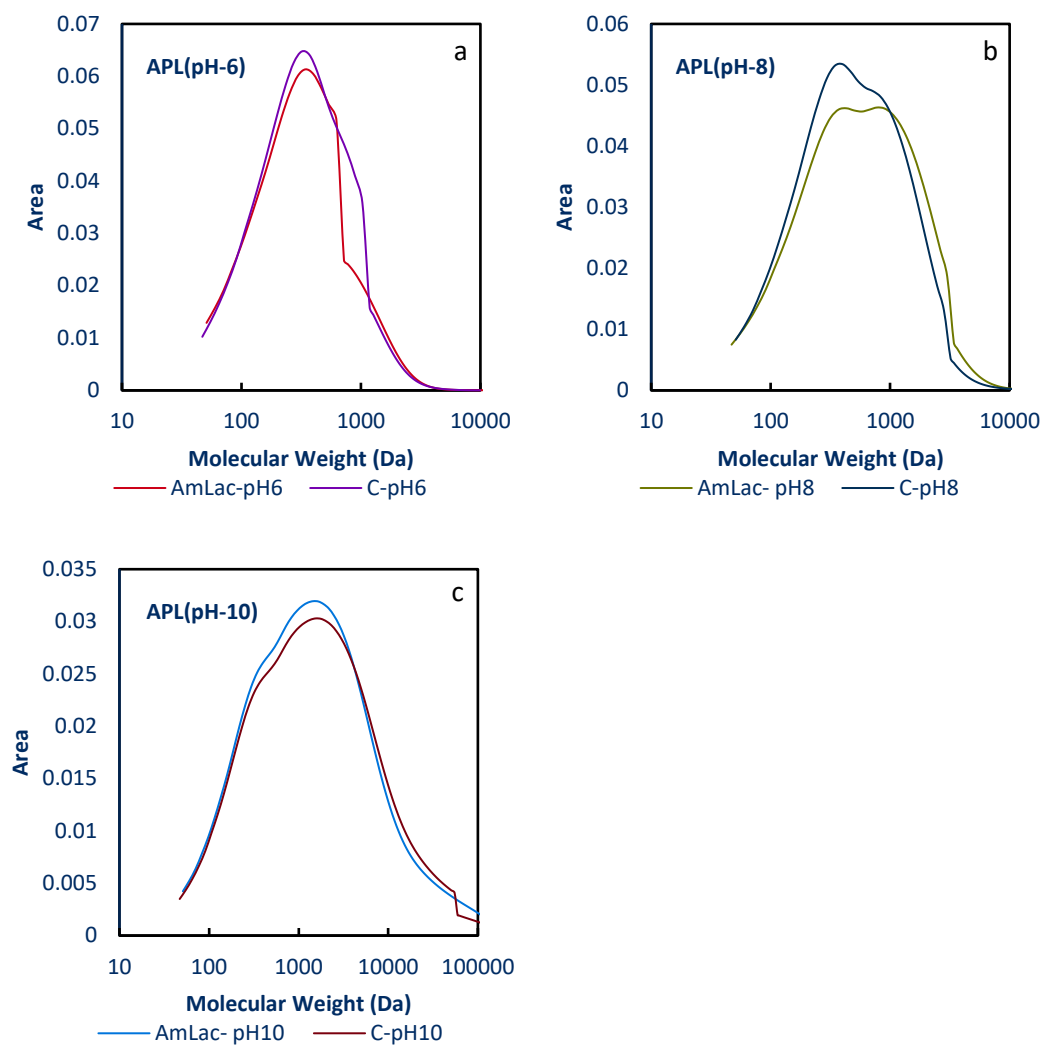 a
APL(pH-6)
0.07
0.06
0.05
0.04
0.03
0.02
0.01
0
Area
10 100 1000 10000
Molecular Weight (Da)
AmLac-pH6 C-pH6
b
APL(pH-8)
0.06
0.05
0.04
0.03
0.02
0.01
0
Area
10 100 1000 10000
Molecular Weight (Da)
AmLac- pH8 C-pH8
c
APL(pH-10)
0.035
0.03
0.025
0.02
0.015
0.01
0.005
0
Area
10 100 1000 10000 100000
Molecular Weight (Da)
AmLac- pH10 C-pH10